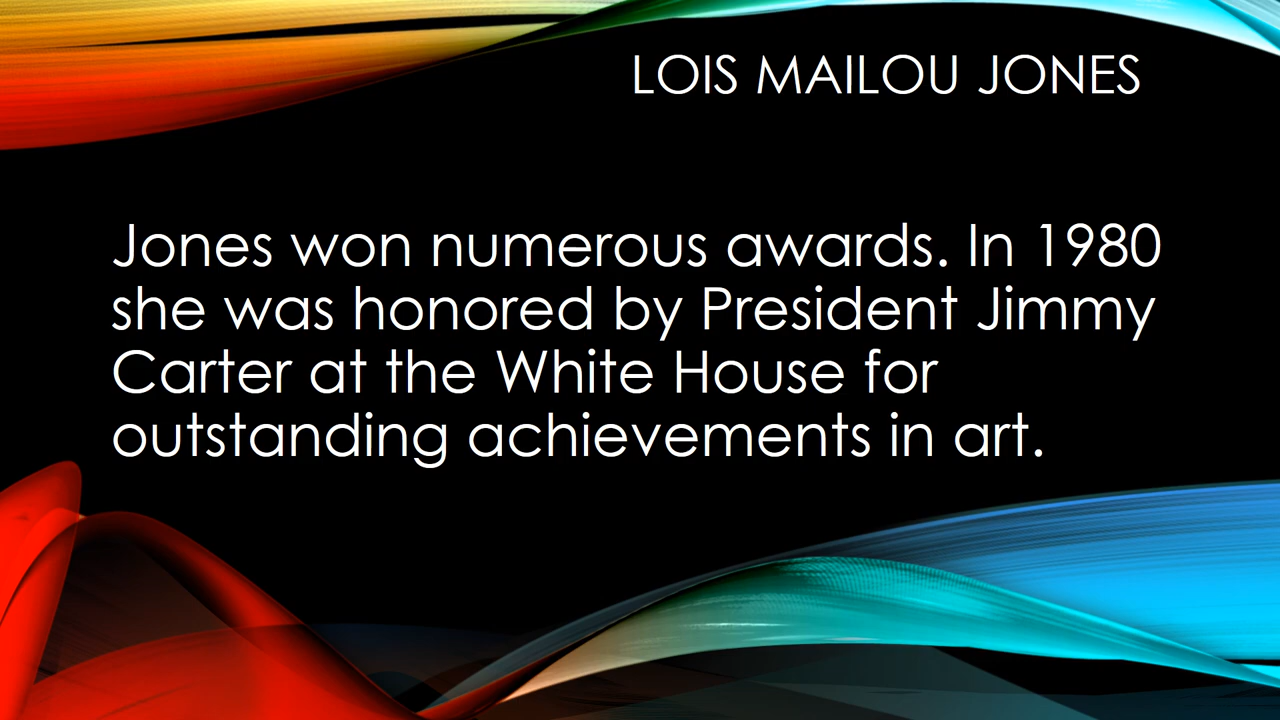 LOIS MAILOU JONES
Jones won numerous awards. In 1980
she was honored by President Jimmy
Carter at the White House for
outstanding achievements in art.